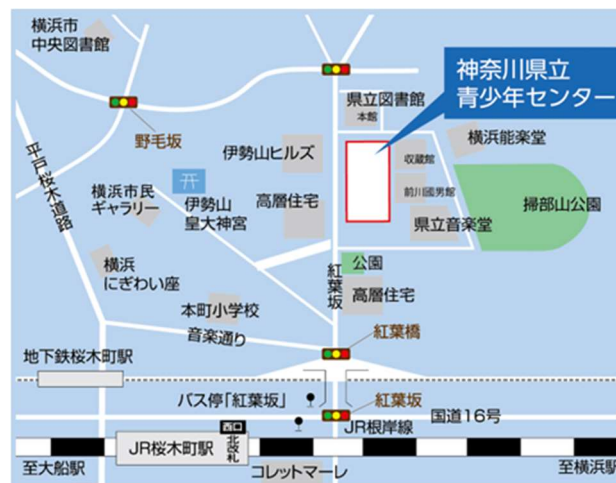 横浜市
中央図書館
神奈川県立
青少年センター
県立図書館
本館
横浜能楽堂
野毛坂
伊勢山ヒルズ
収蔵館
平戸桜木道路
横浜市民
ギャラリー
伊勢山
皇大神宮
高層住宅
前川國男館
県立音楽堂
掃部山公園
横浜
にぎわい座
公園
紅葉坂
高層住宅
本町小学校
音楽通り
紅葉橋
地下鉄桜木町駅
バス停「紅葉坂」
紅葉坂
国道16号
JR根岸線
西口
北改札
JR桜木町駅
至大船駅
コレットマーレ
至横浜駅